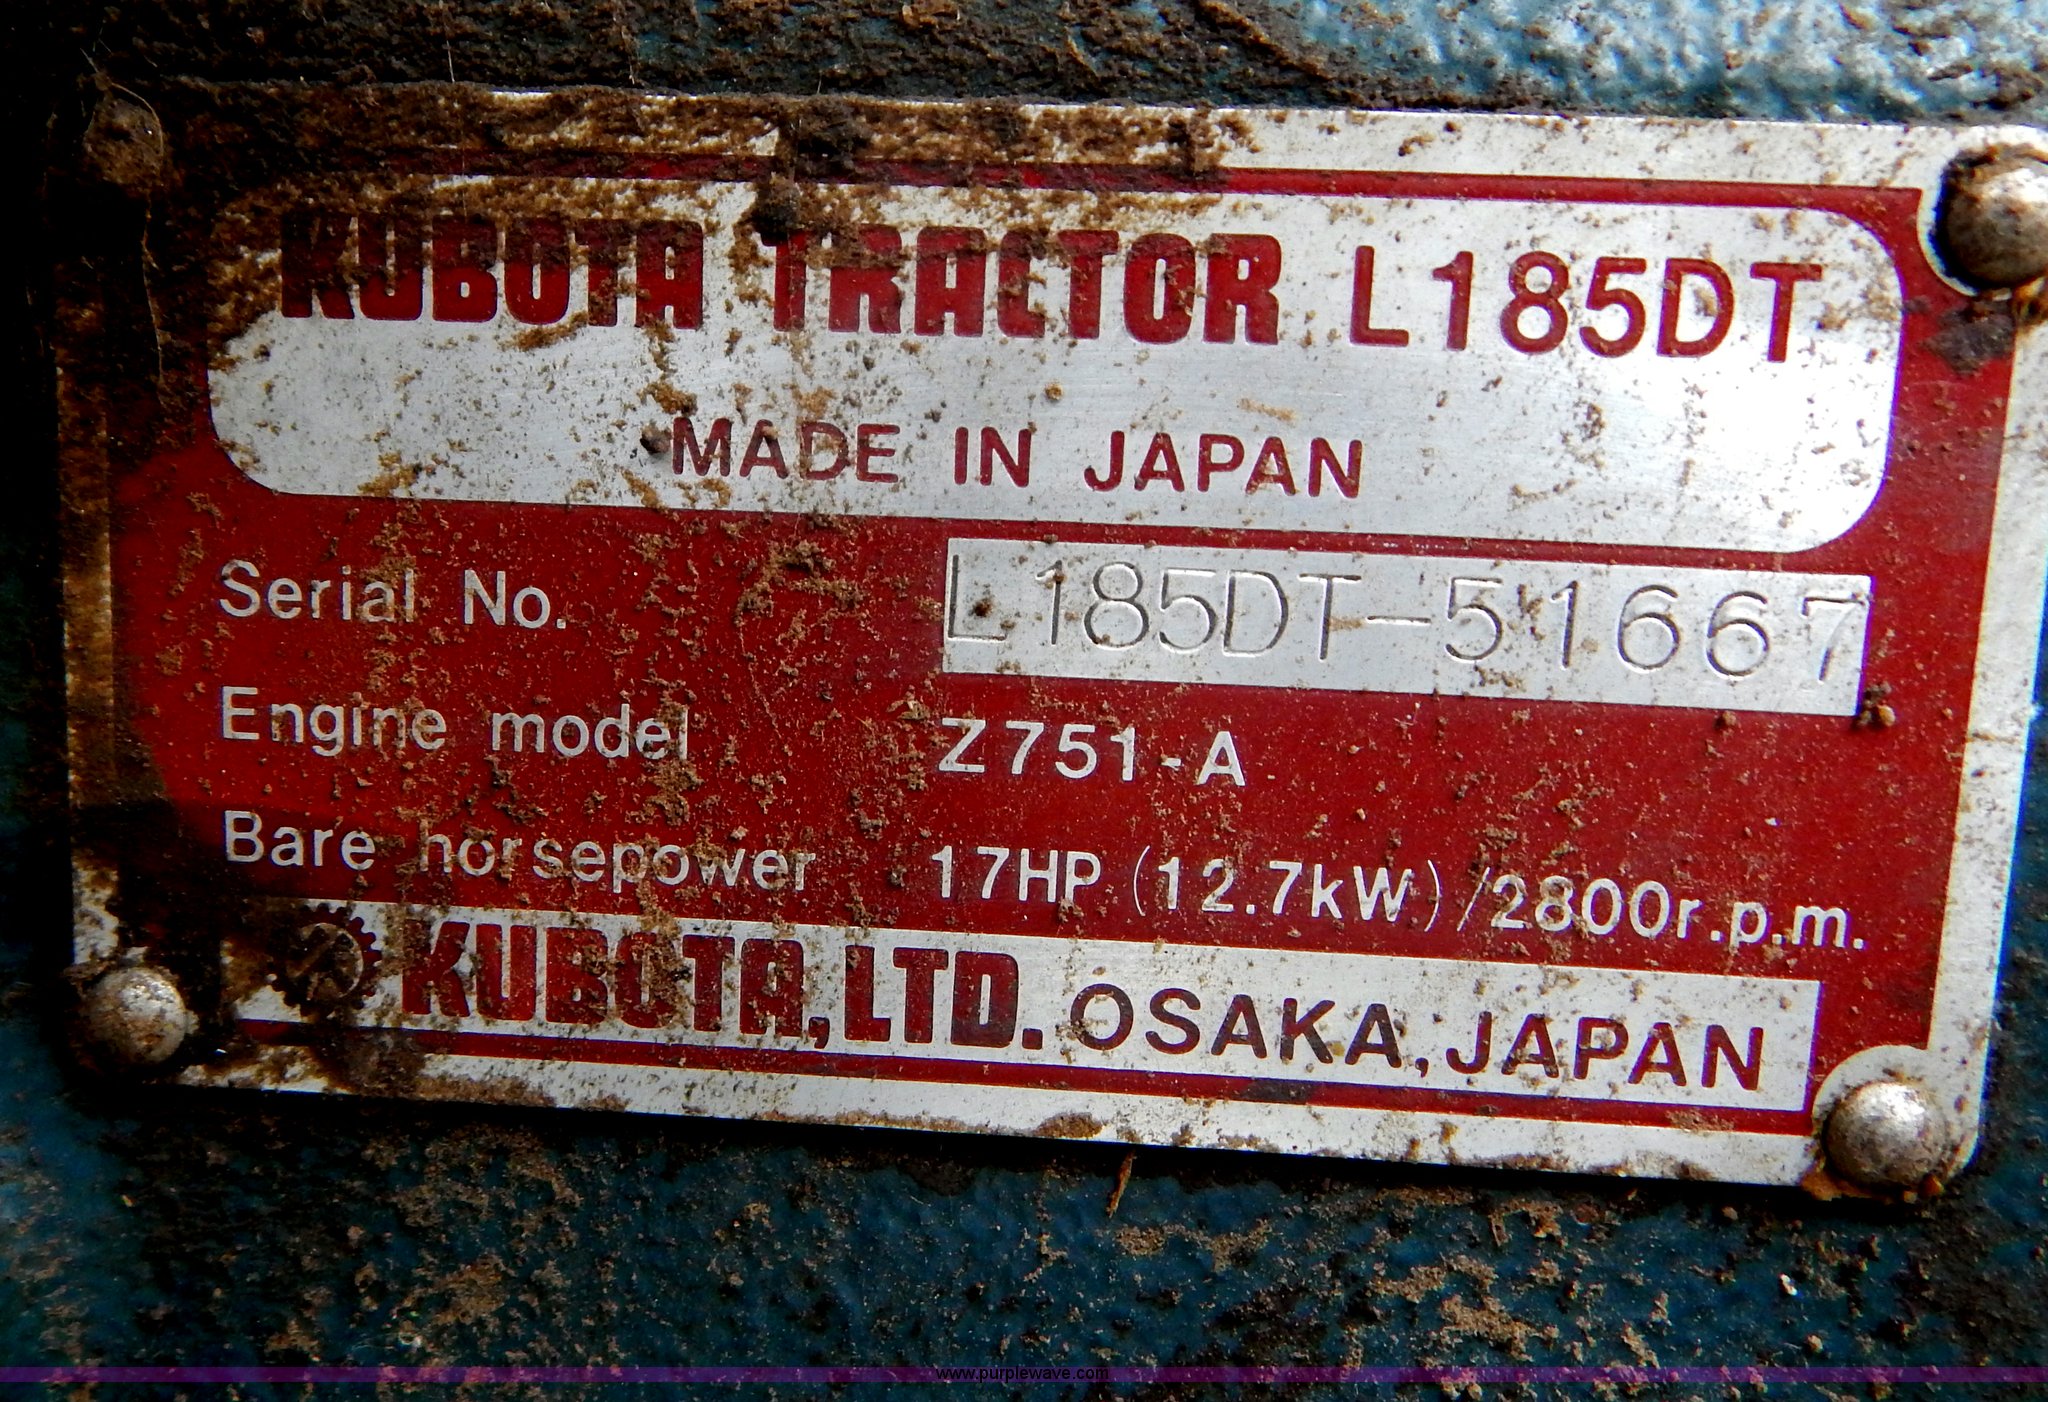 KUBOTA TRACTOR L185DT
MADE IN JAPAN
Serial No. L185DT-51667
Engine model Z751-A
Bare horsepower 17HP (12.7kW)/2800r.p.m.
KUBOTA, LTD. OSAKA, JAPAN
www.purplewave.com